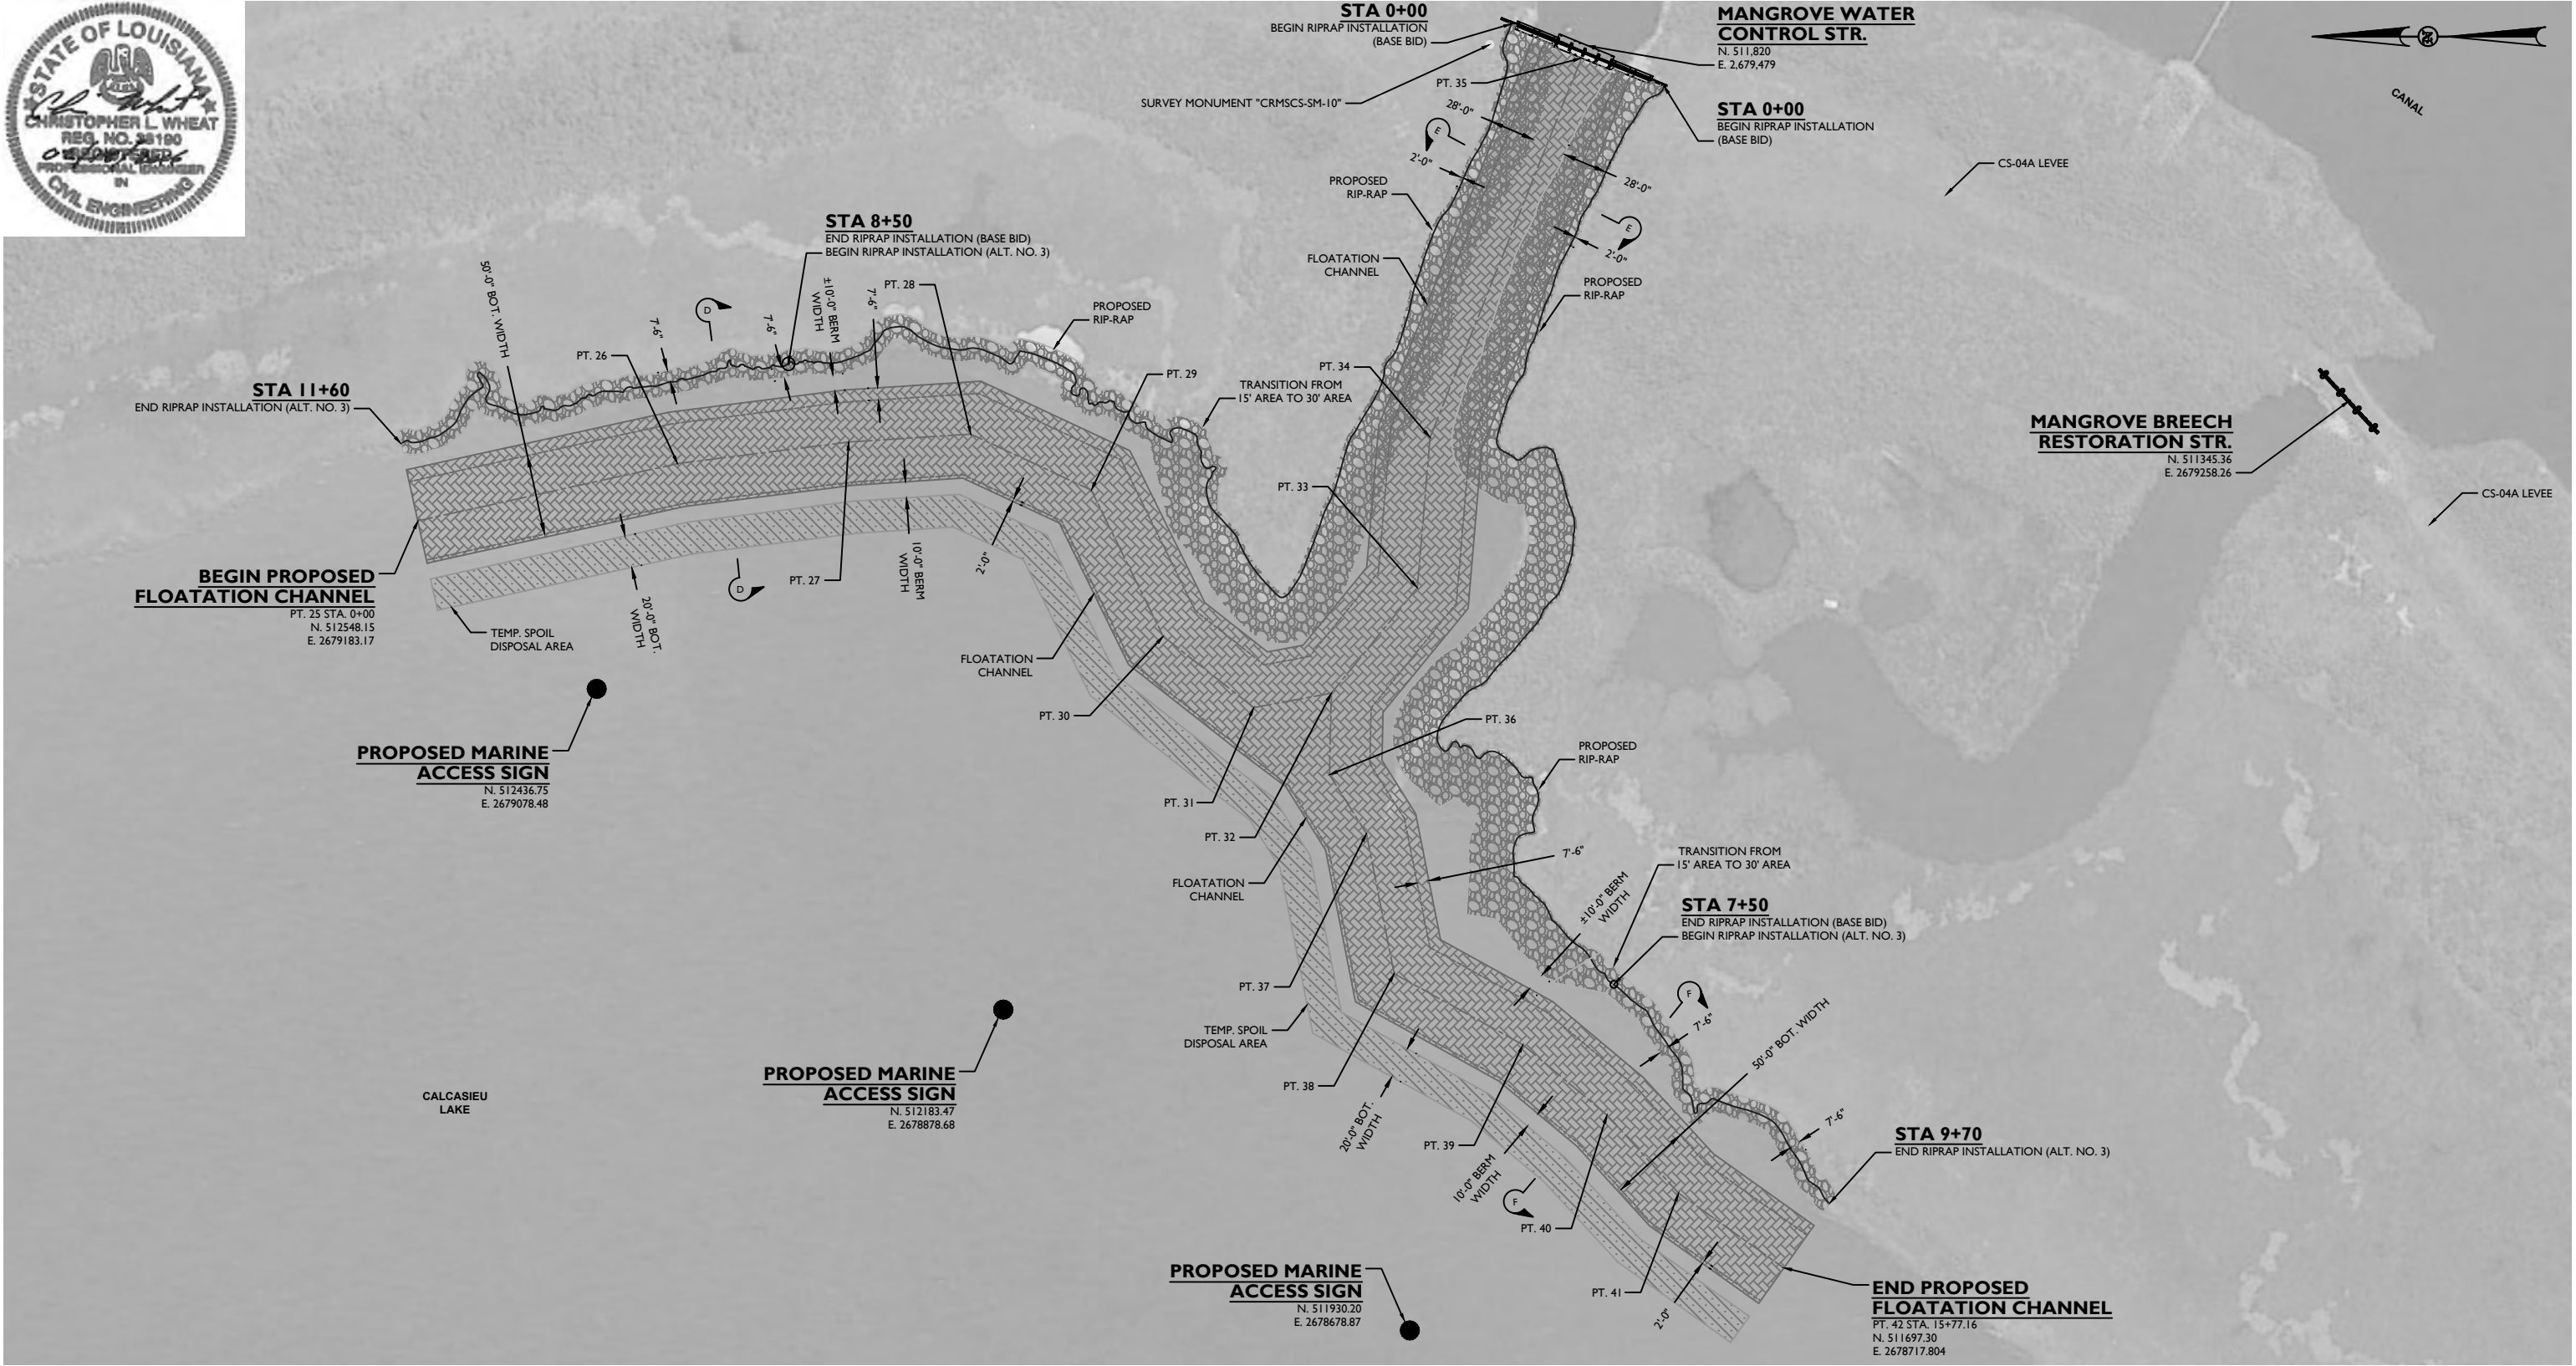 STATE OF LOUISIANA
CHRISTOPHER L. WHEAT
REG. NO. 38190
REGISTERED
PROFESSIONAL ENGINEER
IN
CIVIL ENGINEERING
STA 0+00
BEGIN RIPRAP INSTALLATION
(BASE BID)
MANGROVE WATER
CONTROL STR.
N. 511,820
E. 2,679,479
PT. 35
SURVEY MONUMENT "CRMSCS-SM-10"
28'-0"
STA 0+00
BEGIN RIPRAP INSTALLATION
(BASE BID)
CANAL
E
2'-0"
28'-0"
CS-04A LEVEE
PROPOSED
RIP-RAP
E
2'-0"
STA 8+50
END RIPRAP INSTALLATION (BASE BID)
BEGIN RIPRAP INSTALLATION (ALT. NO. 3)
FLOATATION
CHANNEL
PROPOSED
RIP-RAP
50'-0" BOT. WIDTH
D
7'-6"
7'-6"
±10'-0" BERM
WIDTH
7'-6"
PT. 28
PROPOSED
RIP-RAP
PT. 26
STA 11+60
END RIPRAP INSTALLATION (ALT. NO. 3)
PT. 29
TRANSITION FROM
15' AREA TO 30' AREA
PT. 34
MANGROVE BREECH
RESTORATION STR.
N. 511345.36
E. 2679258.26
CS-04A LEVEE
PT. 33
BEGIN PROPOSED
FLOATATION CHANNEL
PT. 25 STA. 0+00
N. 512548.15
E. 2679183.17
D
PT. 27
10'-0" BERM
WIDTH
2'-0"
TEMP. SPOIL
DISPOSAL AREA
20'-0" BOT.
WIDTH
FLOATATION
CHANNEL
PT. 30
PT. 36
PROPOSED MARINE
ACCESS SIGN
N. 512436.75
E. 2679078.48
PROPOSED
RIP-RAP
PT. 31
PT. 32
7'-6"
TRANSITION FROM
15' AREA TO 30' AREA
FLOATATION
CHANNEL
±10'-0" BERM
WIDTH
STA 7+50
END RIPRAP INSTALLATION (BASE BID)
BEGIN RIPRAP INSTALLATION (ALT. NO. 3)
PT. 37
F
7'-6"
50'-0" BOT. WIDTH
TEMP. SPOIL
DISPOSAL AREA
PROPOSED MARINE
ACCESS SIGN
N. 512183.47
E. 2678878.68
CALCASIEU
LAKE
PT. 38
20'-0" BOT.
WIDTH
PT. 39
7'-6"
STA 9+70
END RIPRAP INSTALLATION (ALT. NO. 3)
10'-0" BERM
WIDTH
F
PT. 40
PROPOSED MARINE
ACCESS SIGN
N. 511930.20
E. 2678678.87
PT. 41
2'-0"
END PROPOSED
FLOATATION CHANNEL
PT. 42 STA. 15+77.16
N. 511697.30
E. 2678717.804